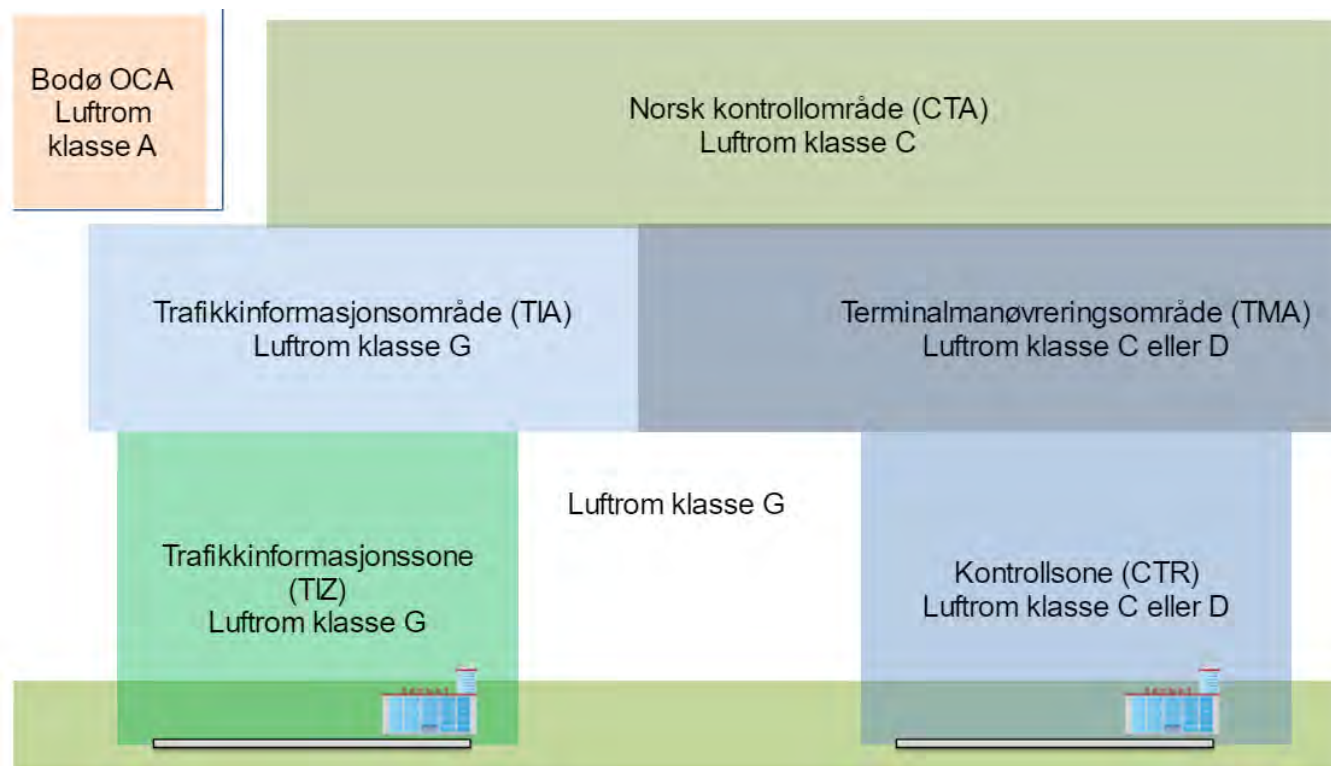 Bodø OCA
Luftrom
klasse A
Norsk kontrollområde (CTA)
Luftrom klasse C
Trafikkinformasjonsområde (TIA)
Luftrom klasse G
Terminalmanøvreringsområde (TMA)
Luftrom klasse C eller D
Luftrom klasse G
Trafikkinformasjonssone
(TIZ)
Luftrom klasse G
Kontrollsone (CTR)
Luftrom klasse C eller D